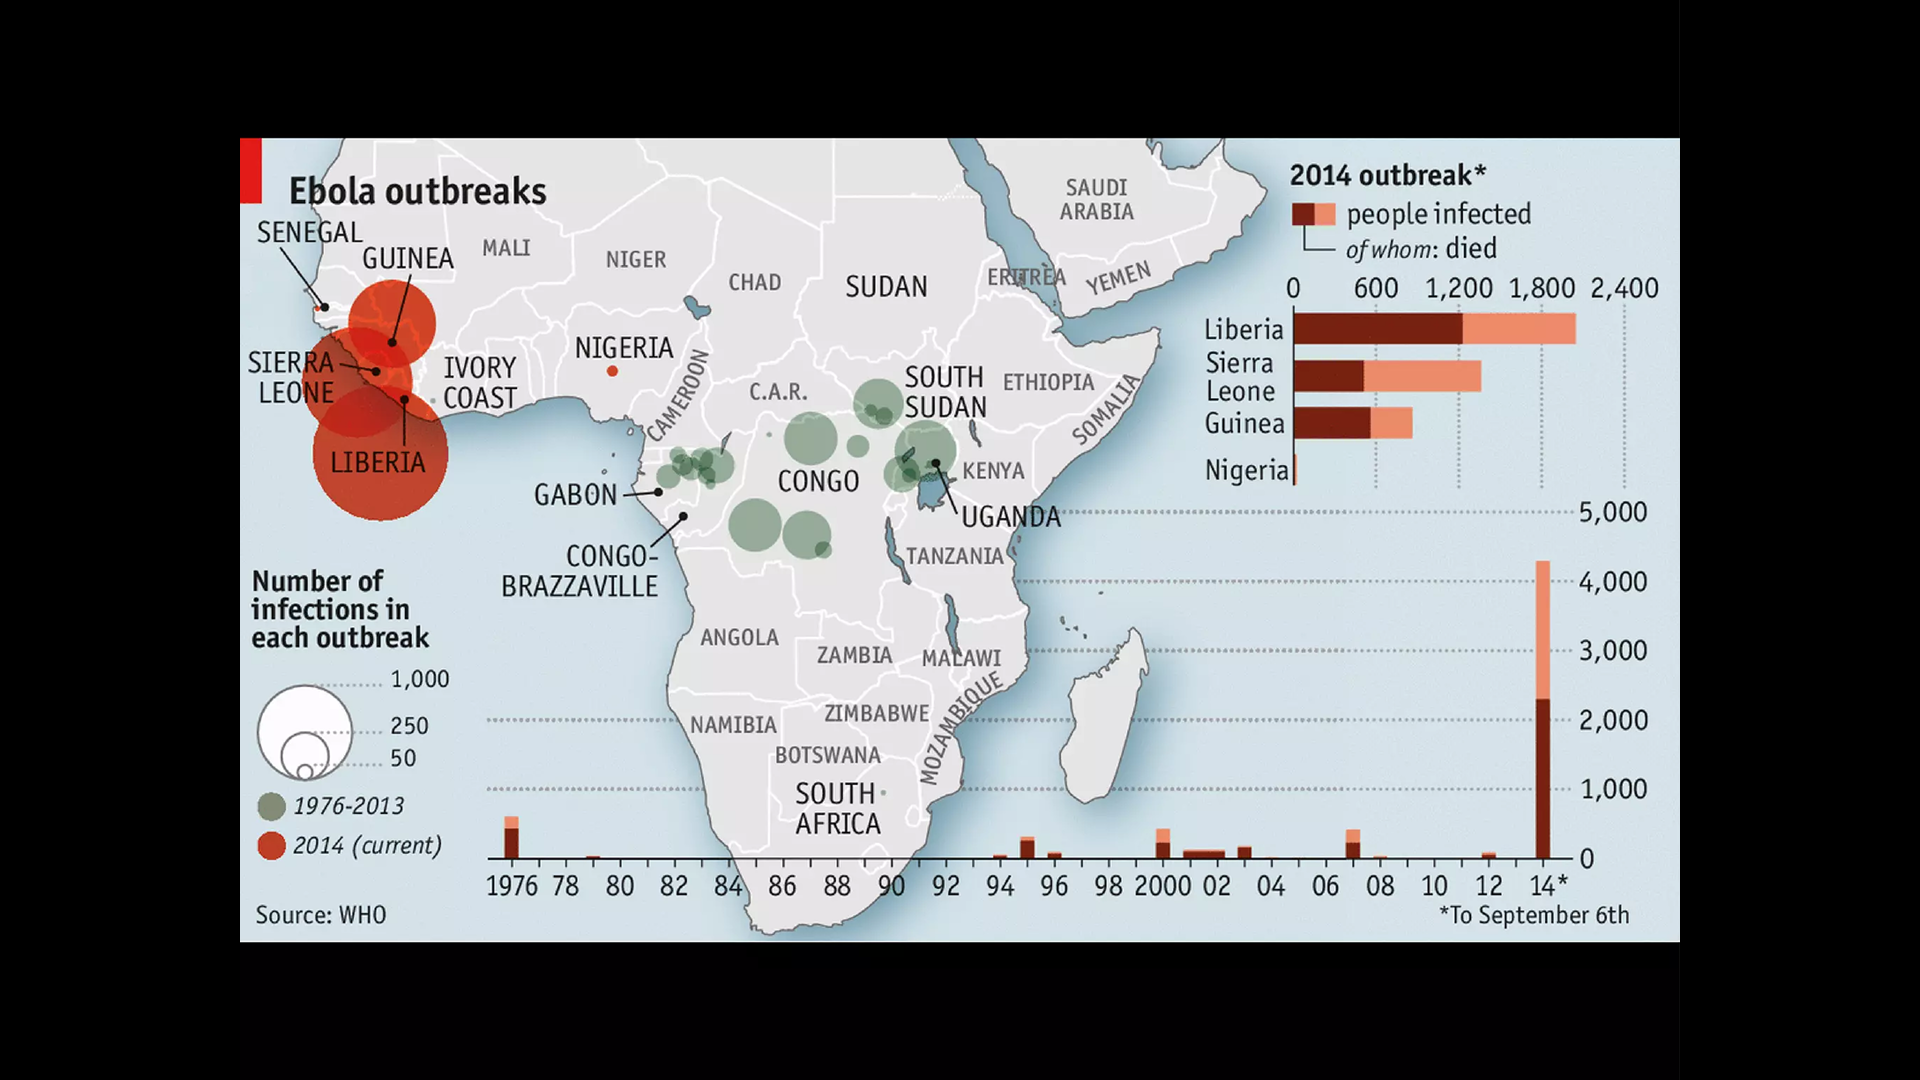 Ebola outbreaks
SENEGAL
GUINEA
SIERRA
LEONE
LIBERIA
IVORY
COAST
MALI
NIGER
NIGERIA
CHAD
CAMEROON
C.A.R.
SUDAN
SOUTH
SUDAN
ERITREA
YEMEN
SAUDI
ARABIA
ETHIOPIA
SOMALIA
KENYA
UGANDA
CONGO
GABON
CONGO-
BRAZZAVILLE
TANZANIA
ANGOLA
ZAMBIA
MALAWI
MOZAMBIQUE
ZIMBABWE
NAMIBIA
BOTSWANA
SOUTH
AFRICA
2014 outbreak*
people infected
of whom: died
0 600 1,200 1,800 2,400
Liberia
Sierra
Leone
Guinea
Nigeria
Number of
infections in
each outbreak
1,000
250
50
1976-2013
2014 (current)
5,000
4,000
3,000
2,000
1,000
0
1976 78 80 82 84 86 88 90 92 94 96 98 2000 02 04 06 08 10 12 14*
Source: WHO
*To September 6th